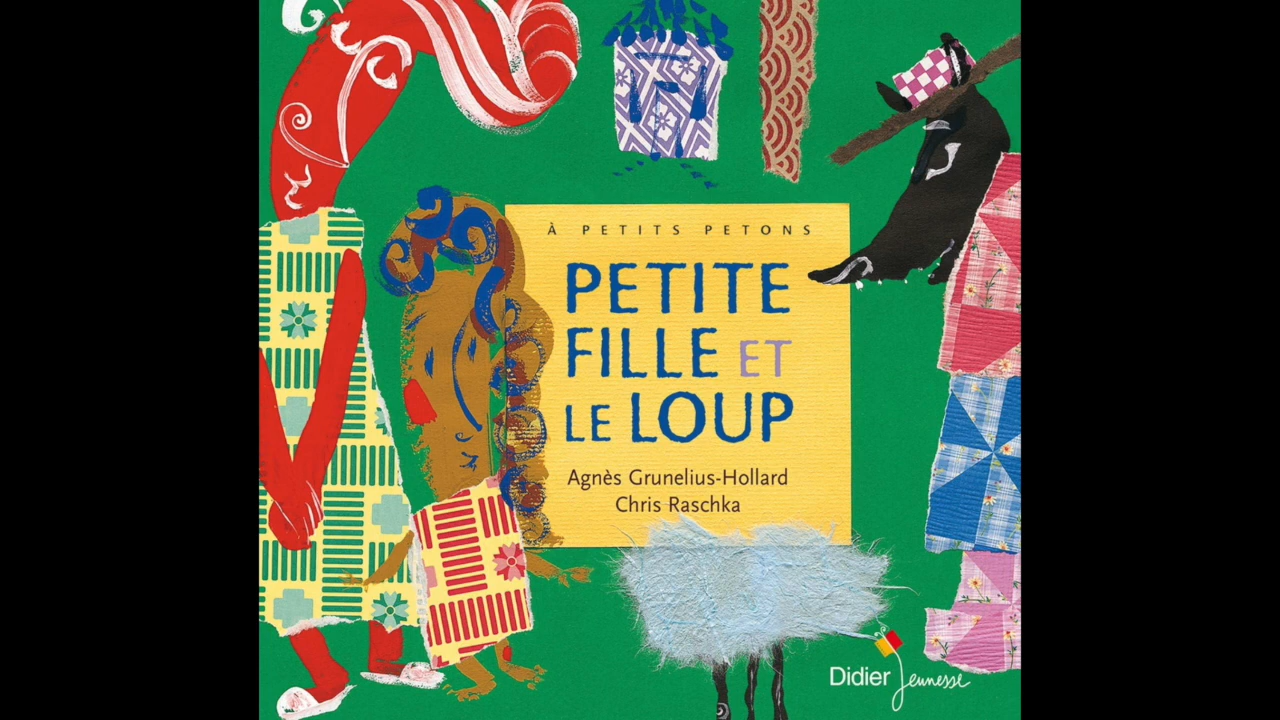 À PETITS PETONS
PETITE
FILLE ET
LE LOUP
Agnès Grunelius-Hollard
Chris Raschka
Didier Jeunesse